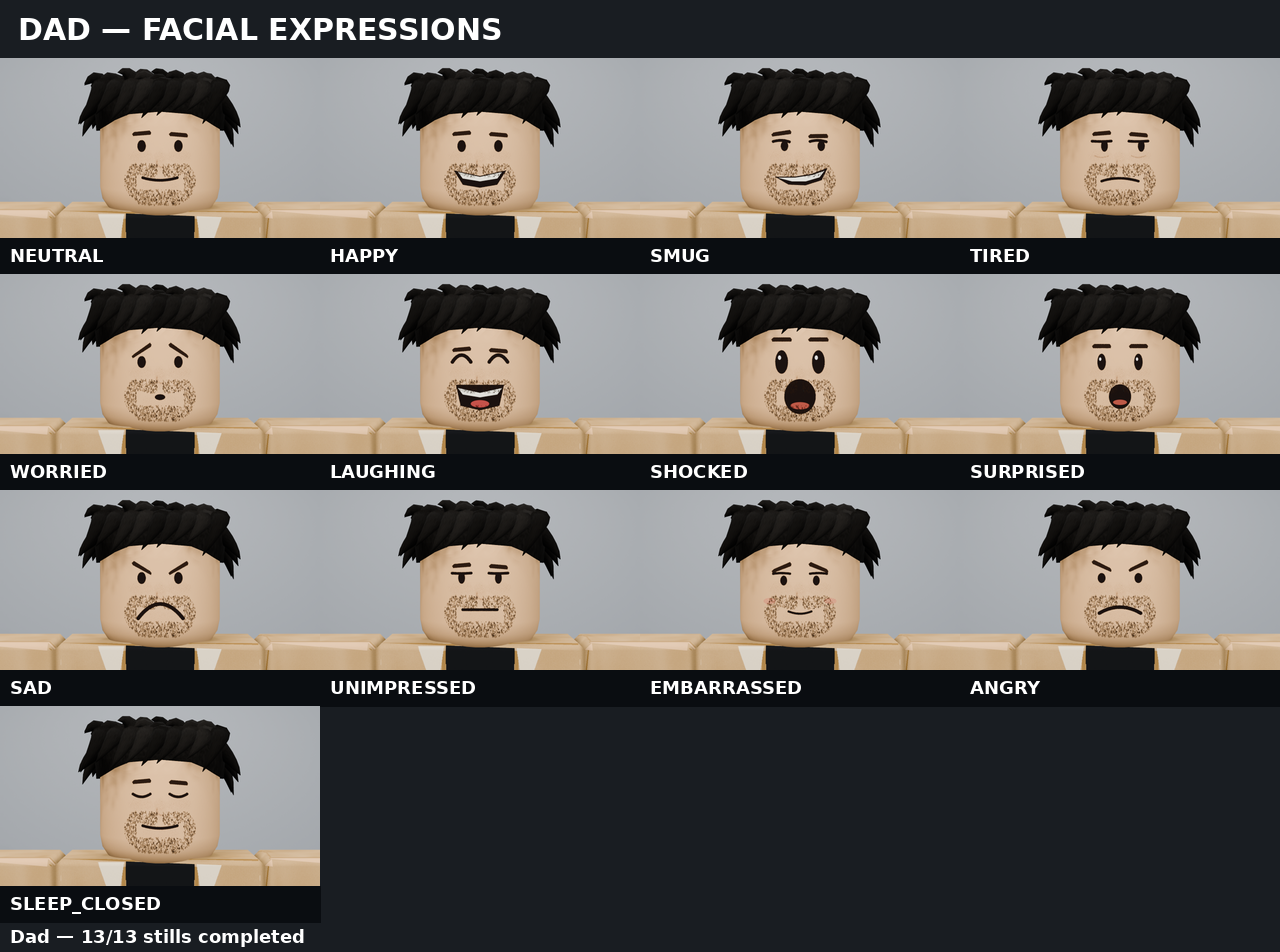 DAD — FACIAL EXPRESSIONS
NEUTRAL
HAPPY
SMUG
TIRED
WORRIED
LAUGHING
SHOCKED
SURPRISED
SAD
UNIMPRESSED
EMBARRASSED
ANGRY
SLEEP_CLOSED
Dad — 13/13 stills completed